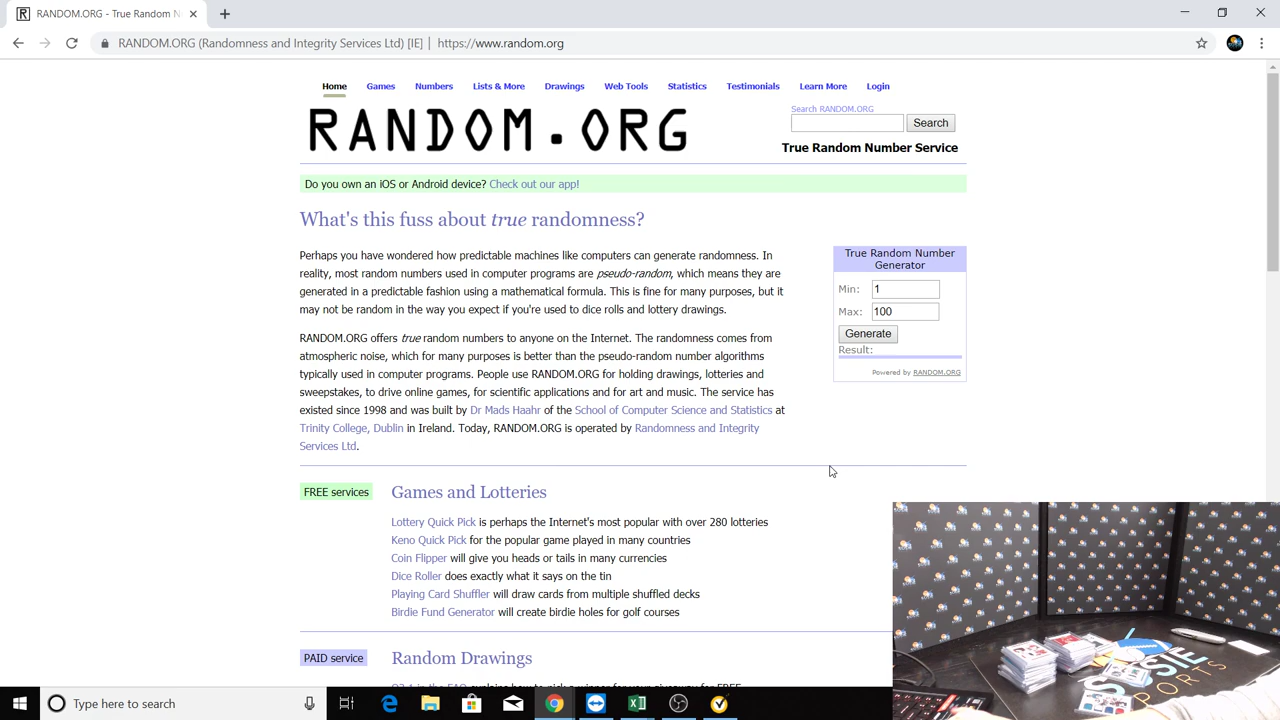 RANDOM.ORG - True Random N
RANDOM.ORG (Randomness and Integrity Services Ltd) [IE] | https://www.random.org
Home Games Numbers Lists & More Drawings Web Tools Statistics Testimonials Learn More Login
RANDOM.ORG
Search RANDOM.ORG
Search
True Random Number Service
Do you own an iOS or Android device? Check out our app!
What's this fuss about true randomness?
Perhaps you have wondered how predictable machines like computers can generate randomness. In
reality, most random numbers used in computer programs are pseudo-random, which means they are
generated in a predictable fashion using a mathematical formula. This is fine for many purposes, but it
may not be random in the way you expect if you're used to dice rolls and lottery drawings.
RANDOM.ORG offers true random numbers to anyone on the Internet. The randomness comes from
atmospheric noise, which for many purposes is better than the pseudo-random number algorithms
typically used in computer programs. People use RANDOM.ORG for holding drawings, lotteries and
sweepstakes, to drive online games, for scientific applications and for art and music. The service has
existed since 1998 and was built by Dr Mads Haahr of the School of Computer Science and Statistics at
Trinity College, Dublin in Ireland. Today, RANDOM.ORG is operated by Randomness and Integrity
Services Ltd.
True Random Number
Generator
Min: 1
Max: 100
Generate
Result:
Powered by RANDOM.ORG
FREE services
Games and Lotteries
Lottery Quick Pick is perhaps the Internet's most popular with over 280 lotteries
Keno Quick Pick for the popular game played in many countries
Coin Flipper will give you heads or tails in many currencies
Dice Roller does exactly what it says on the tin
Playing Card Shuffler will draw cards from multiple shuffled decks
Birdie Fund Generator will create birdie holes for golf courses
PAID service
Random Drawings
Type here to search